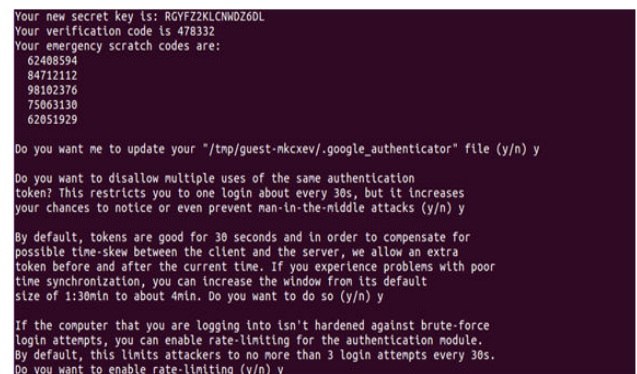 Your new secret key is: RGYFZ2KLCNWDZ6DL
Your verification code is 478332
Your emergency scratch codes are:
62408594
84712112
98102376
75063130
62051929
Do you want me to update your "/tmp/guest-mkcxev/.google_authenticator" file (y/n) y
Do you want to disallow multiple uses of the same authentication
token? This restricts you to one login about every 30s, but it increases
your chances to notice or even prevent man-in-the-middle attacks (y/n) y
By default, tokens are good for 30 seconds and in order to compensate for
possible time-skew between the client and the server, we allow an extra
token before and after the current time. If you experience problems with poor
time synchronization, you can increase the window from its default
size of 1:30min to about 4min. Do you want to do so (y/n) y
If the computer that you are logging into isn't hardened against brute-force
login attempts, you can enable rate-limiting for the authentication module.
By default, this limits attackers to no more than 3 login attempts every 30s.
Do you want to enable rate-limiting (y/n) y